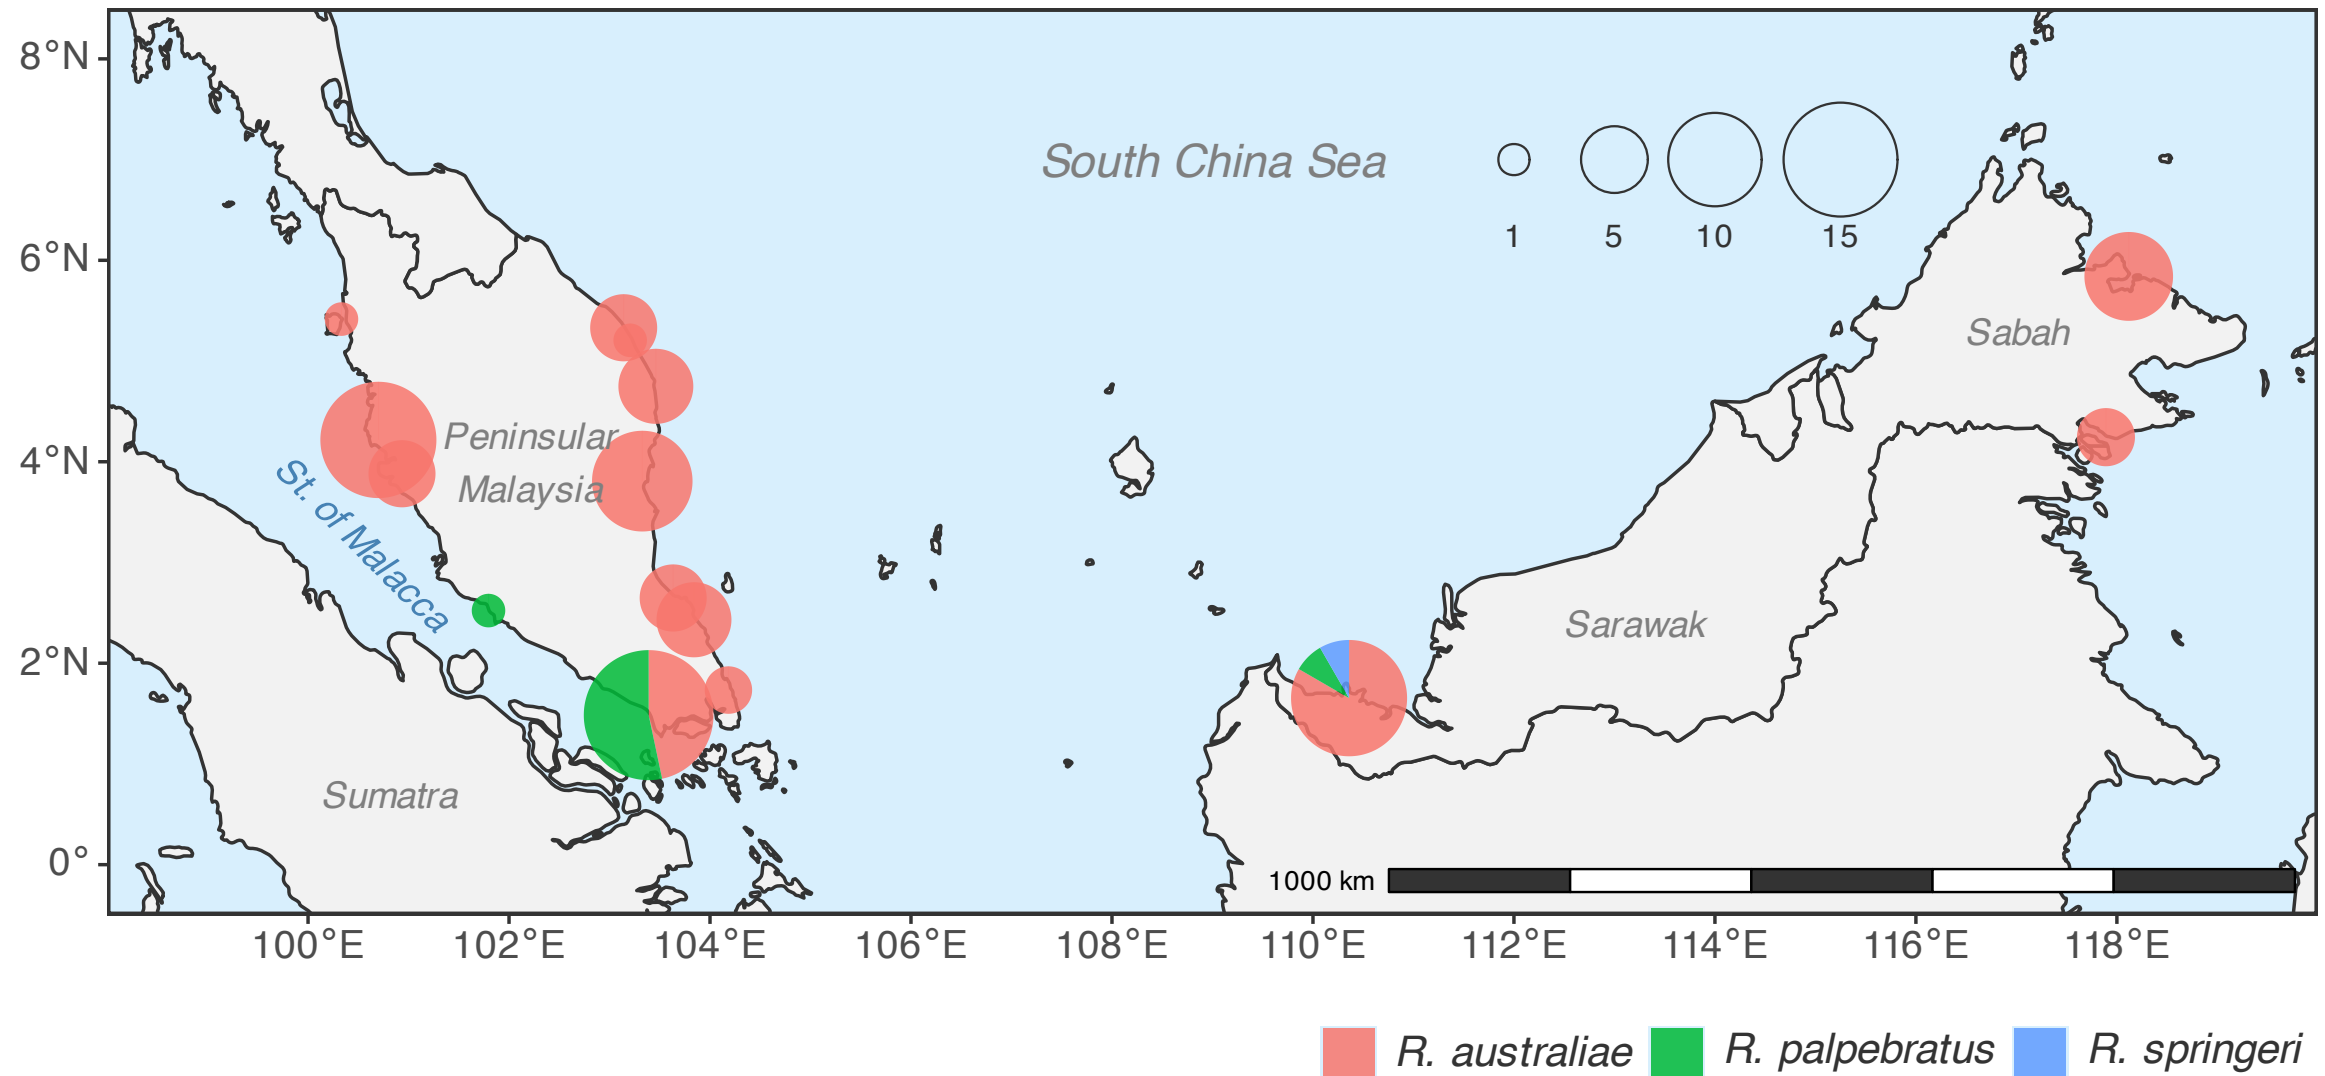 8°N
6°N
4°N
2°N
0°
South China Sea
1 5 10 15
Sabah
Peninsular
Malaysia
St. of Malacca
Sarawak
Sumatra
1000 km
100°E 102°E 104°E 106°E 108°E 110°E 112°E 114°E 116°E 118°E
R. australiae R. palpebratus R. springeri